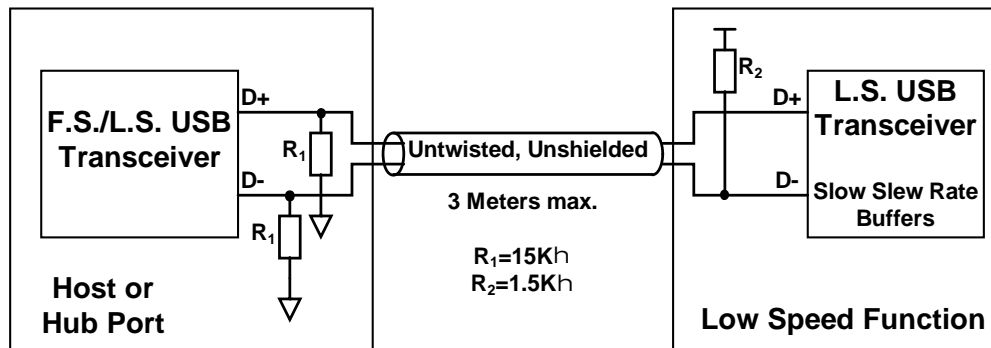 F.S./L.S. USB
Transceiver
D+
D-
R1
R1
Host or
Hub Port
Untwisted, Unshielded
3 Meters max.
R1=15Kh
R2=1.5Kh
R2
D+
D-
L.S. USB
Transceiver
Slow Slew Rate
Buffers
Low Speed Function